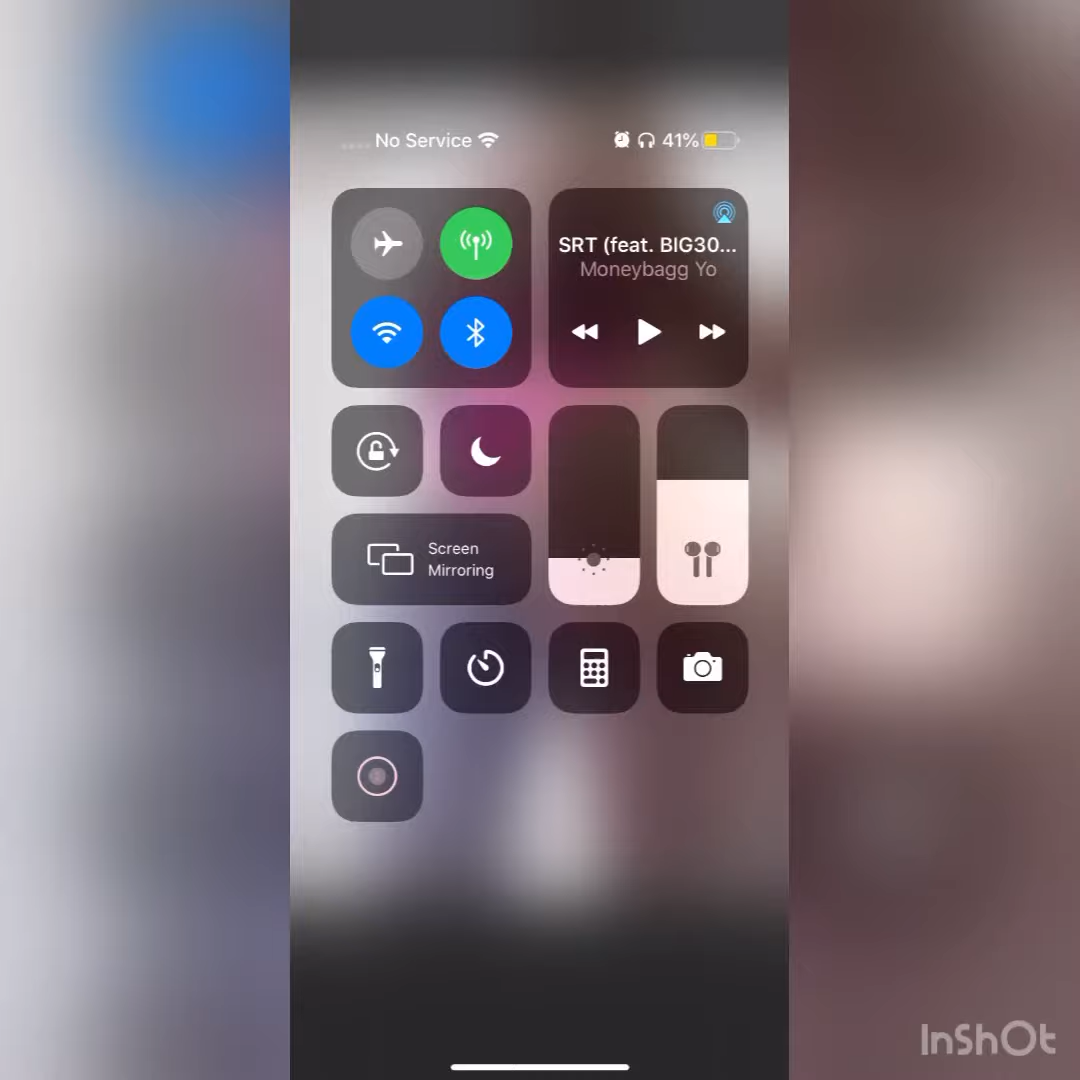 No Service
41%
SRT (feat. BIG30...
Moneybagg Yo
Screen
Mirroring
InShOt